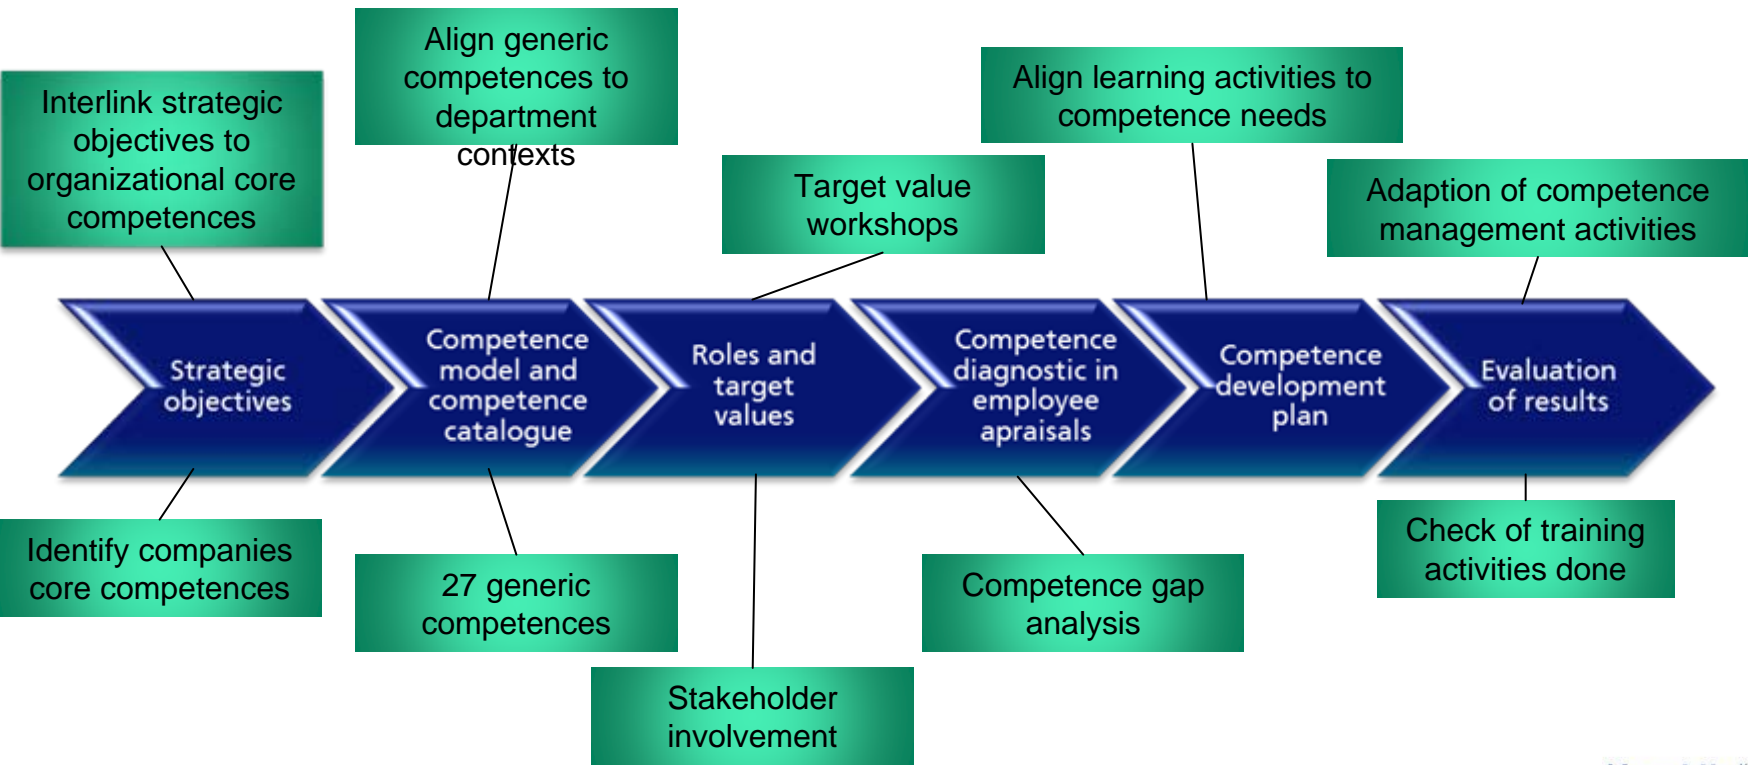 Align generic
competences to
department
contexts
Align learning activities to
competence needs
Interlink strategic
objectives to
organizational core
competences
Target value
workshops
Adaption of competence
management activities
Strategic
objectives
Competence
model and
competence
catalogue
Roles and
target
values
Competence
diagnostic in
employee
apraisals
Competence
development
plan
Evaluation
of results
Identify companies
core competences
27 generic
competences
Stakeholder
involvement
Competence gap
analysis
Check of training
activities done